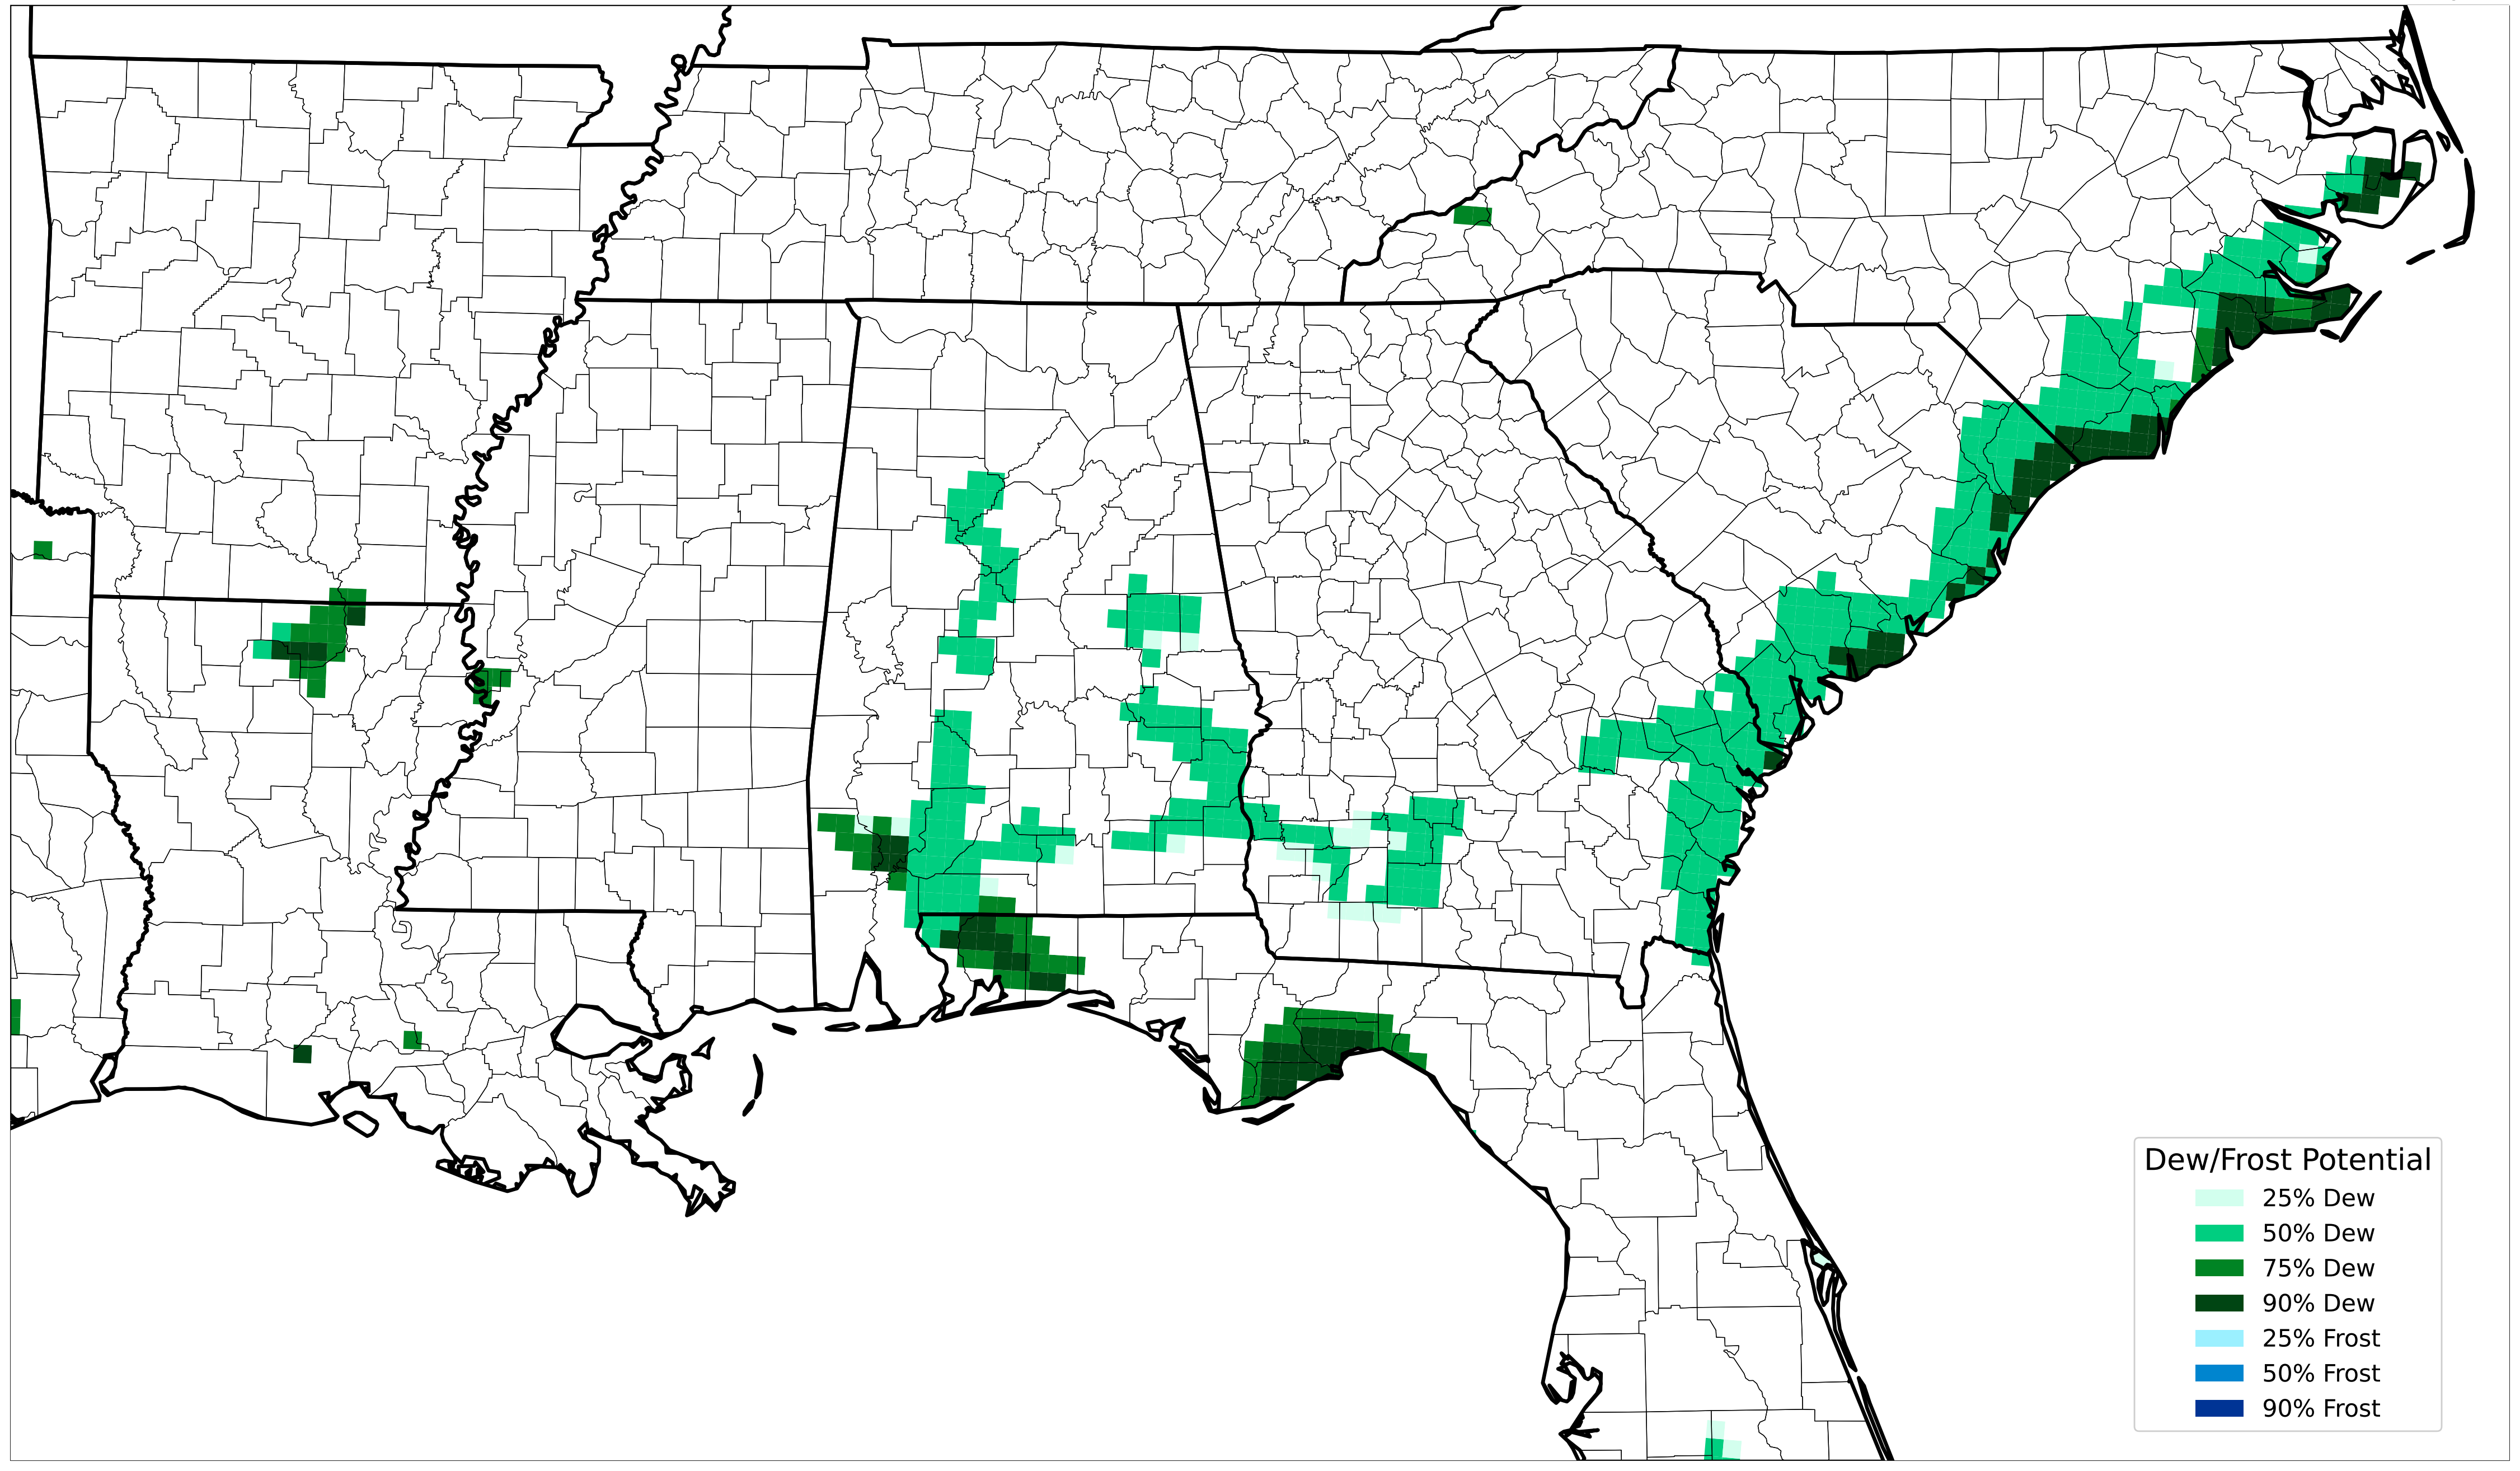 Dew/Frost Potential
25% Dew
50% Dew
75% Dew
90% Dew
25% Frost
50% Frost
90% Frost